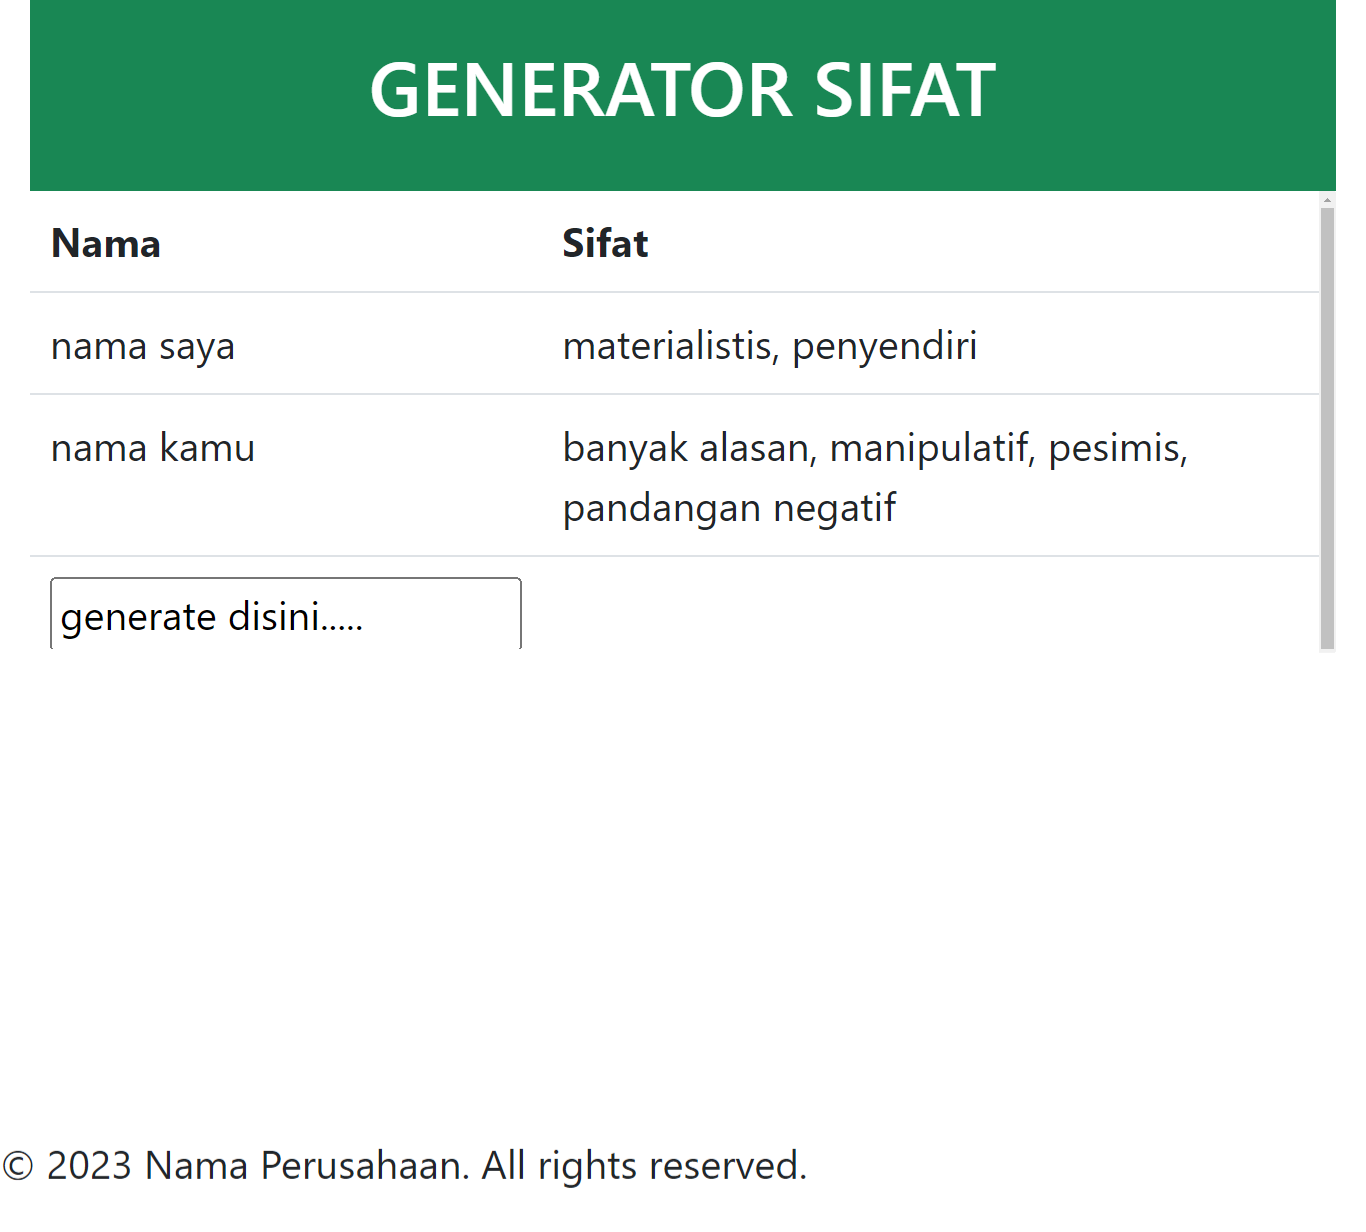 GENERATOR SIFAT
Nama Sifat
nama saya materialistis, penyendiri
nama kamu banyak alasan, manipulatif, pesimis,
pandangan negatif
generate disini.....
© 2023 Nama Perusahaan. All rights reserved.